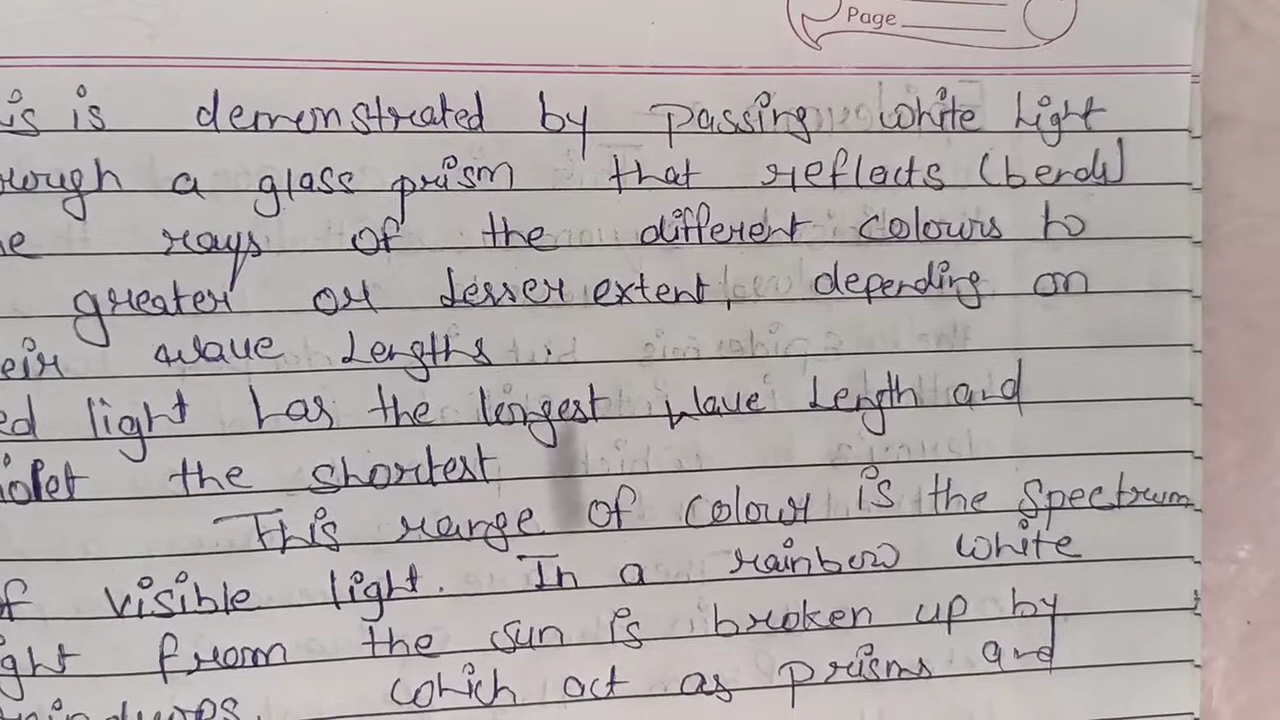 Page
is is demonstrated by passing white light
rough a glass prism that reflects (bends)
e rays of the different colours to
greater or lesser extent, depending on
eir wave lengths.
ed light has the longest wave length and
iolet the shortest
This range of colour is the spectrum
of visible light. In a rainbow white
ght from the sun is broken up by
which act as prisms and